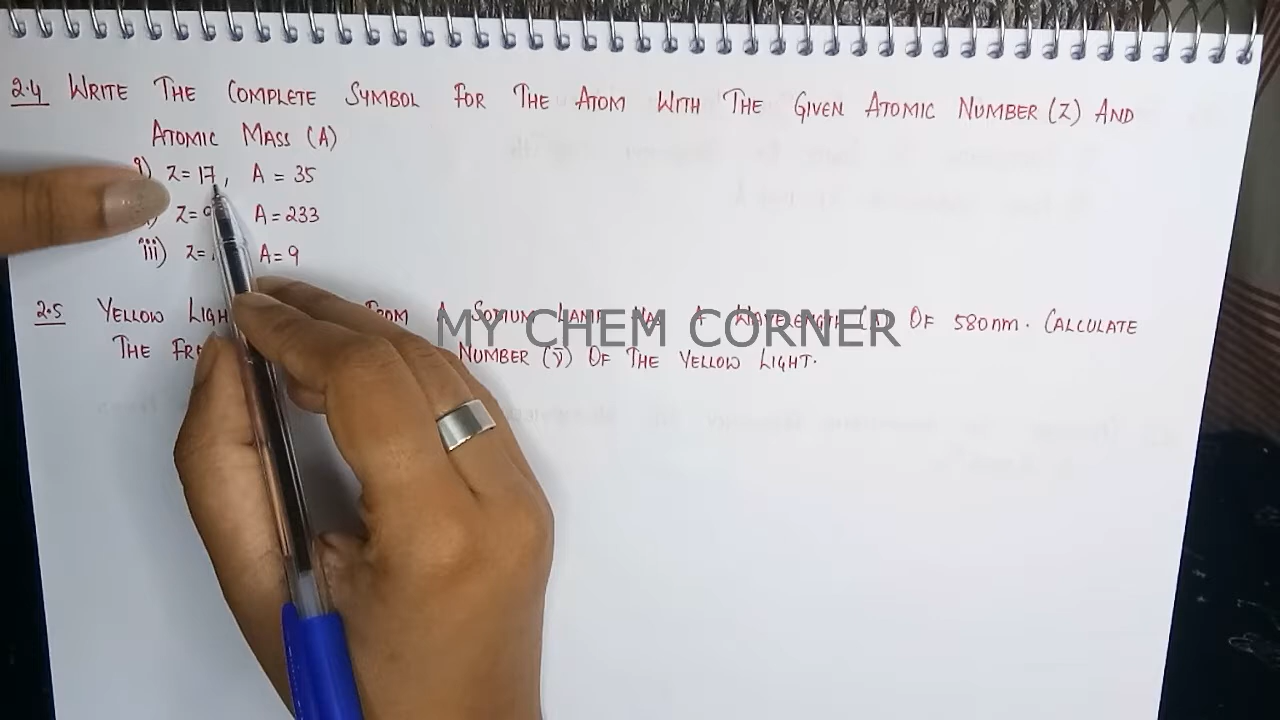 2.4 WRITE THE COMPLETE SYMBOL FOR THE ATOM WITH THE GIVEN ATOMIC NUMBER (Z) AND
ATOMIC MASS (A)
i) Z = 17, A = 35
Z = 9 A = 233
iii) Z = A = 9
2.5 YELLOW LIGH FROM A SODIUM LAMP HAS A WAVELENGTH (λ) OF 580nm. CALCULATE
THE FRE NUMBER (ν̄) OF THE YELLOW LIGHT.
MY CHEM CORNER